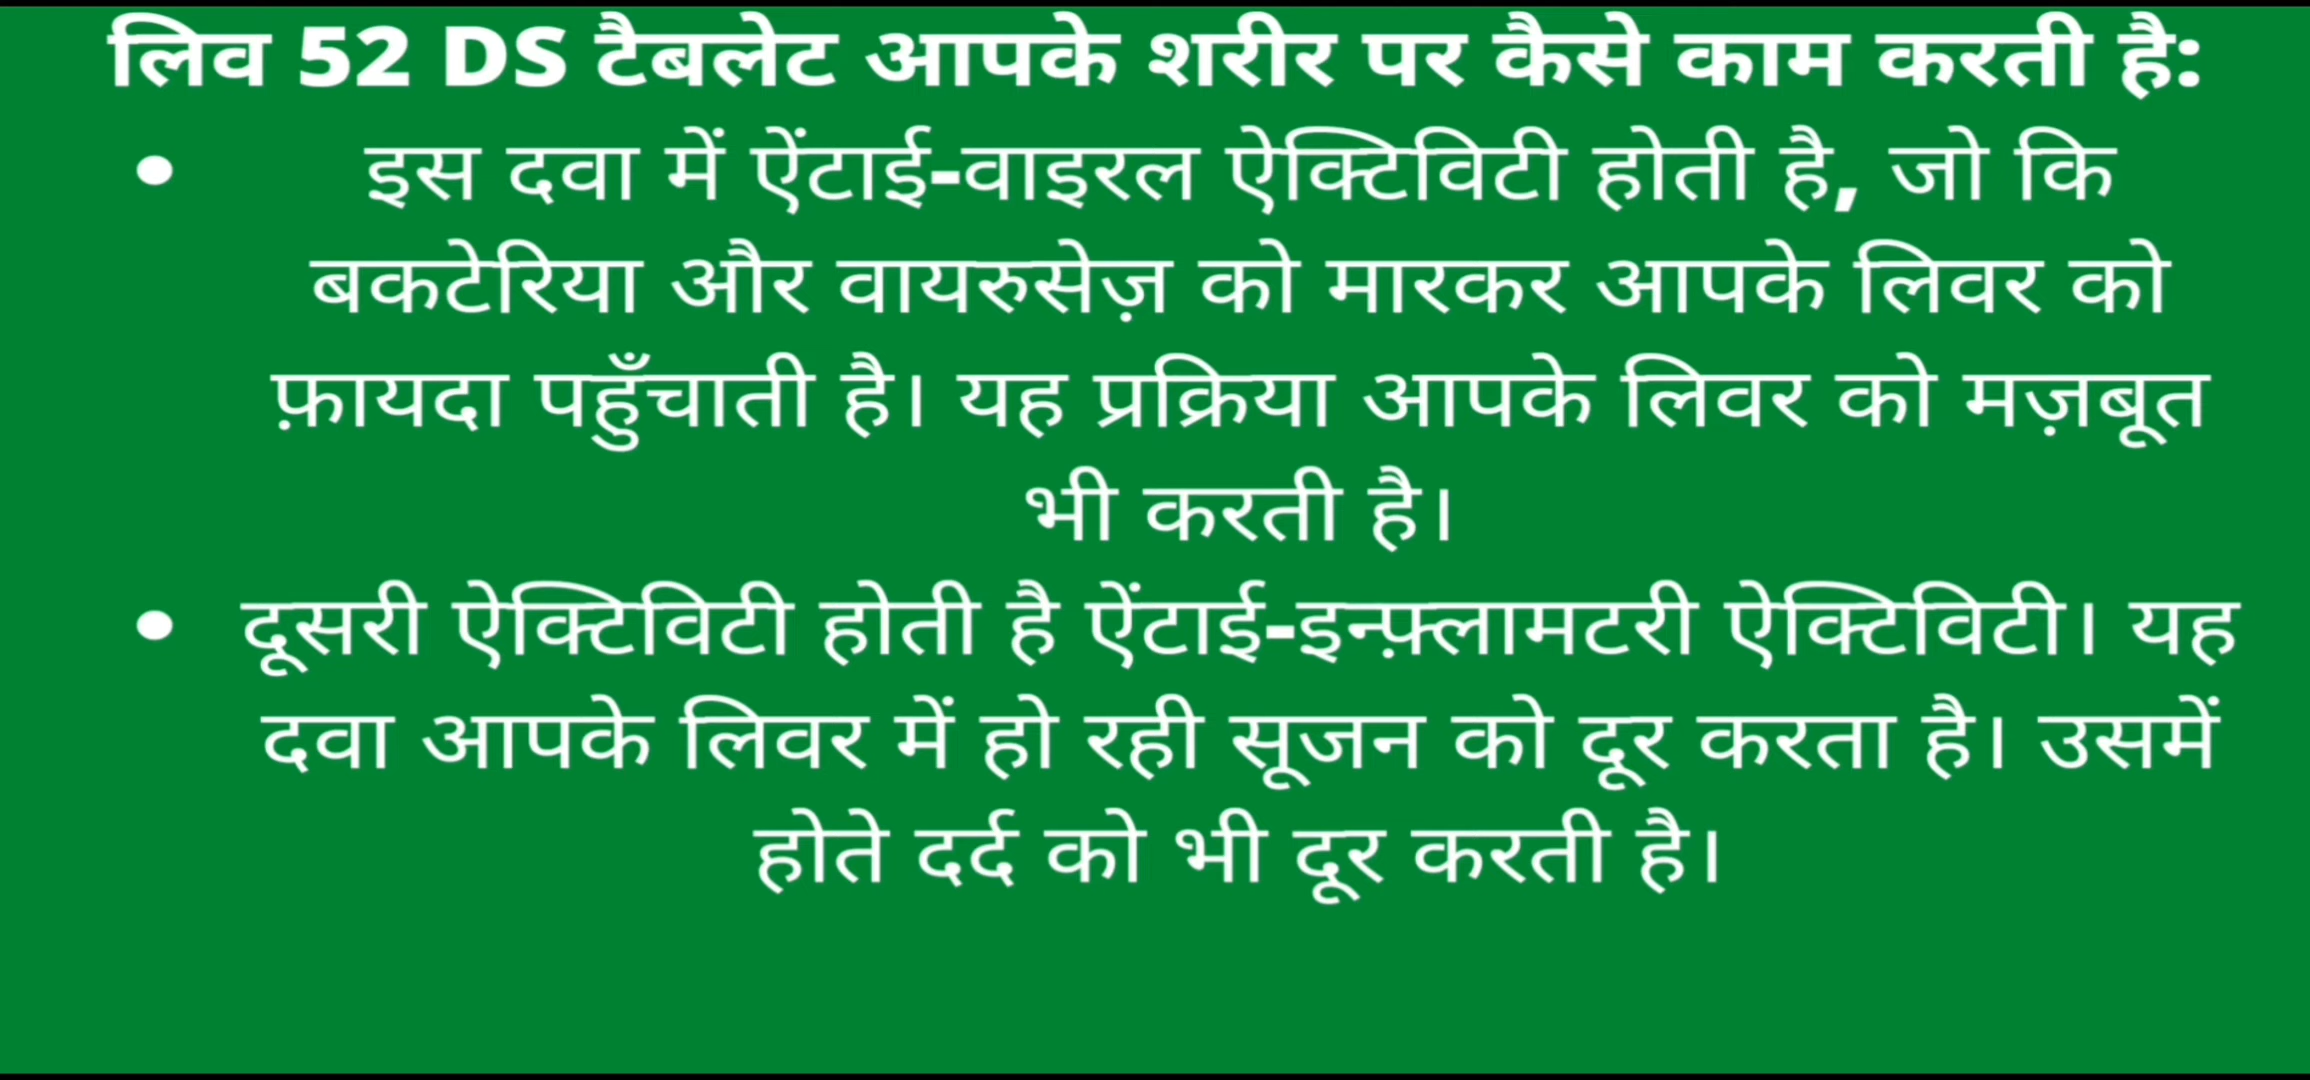 लिव 52 DS टैबलेट आपके शरीर पर कैसे काम करती है:
• इस दवा में ऐंटाई-वाइरल ऐक्टिविटी होती है, जो कि
बकटेरिया और वायरुसेज़ को मारकर आपके लिवर को
फ़ायदा पहुँचाती है। यह प्रक्रिया आपके लिवर को मज़बूत
भी करती है।
• दूसरी ऐक्टिविटी होती है ऐंटाई-इन्फ़्लामटरी ऐक्टिविटी। यह
दवा आपके लिवर में हो रही सूजन को दूर करता है। उसमें
होते दर्द को भी दूर करती है।